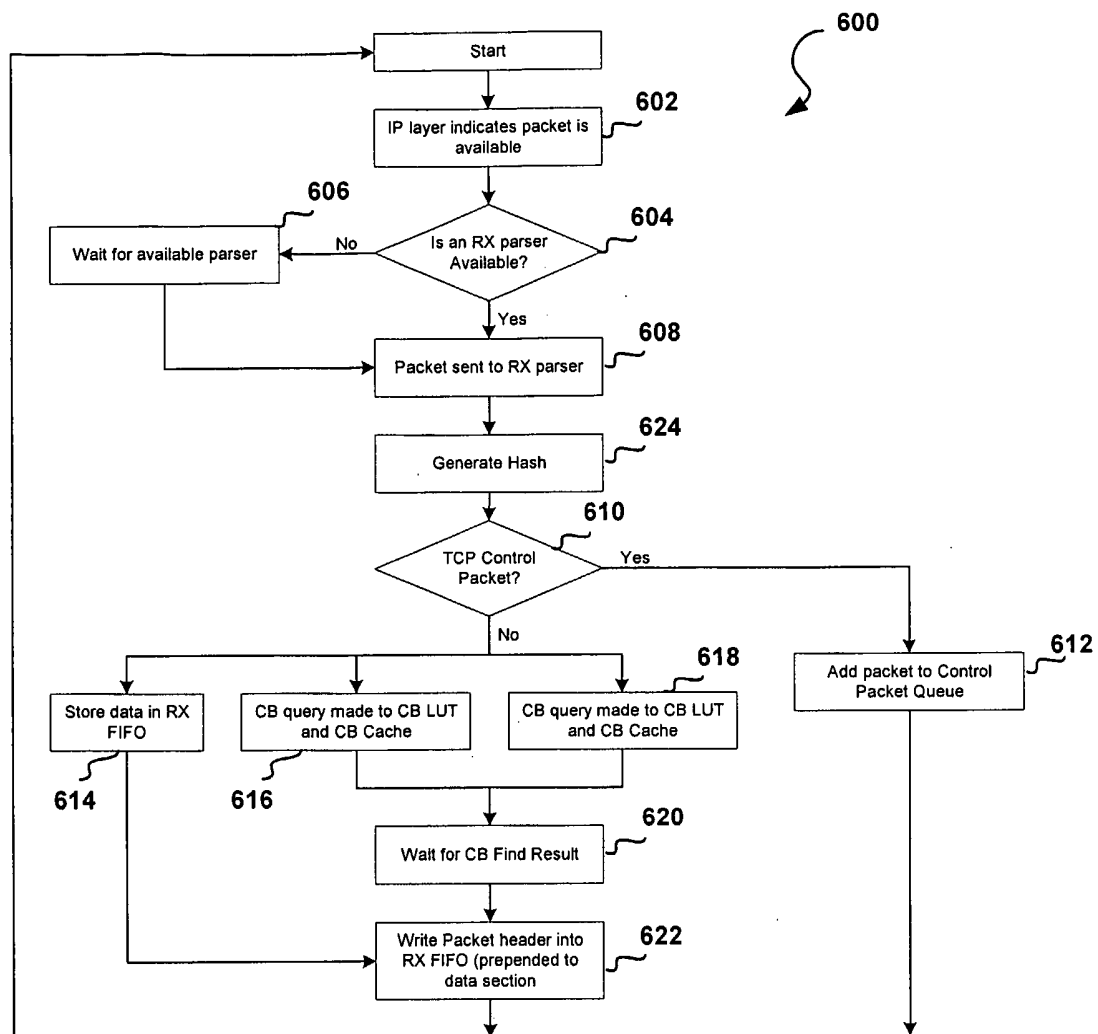 600
Start
602
IP layer indicates packet is
available
606
604
Wait for available parser
No
Is an RX parser
Available?
Yes
608
Packet sent to RX parser
624
Generate Hash
610
TCP Control
Packet?
Yes
No
612
618
Add packet to Control
Packet Queue
Store data in RX
FIFO
CB query made to CB LUT
and CB Cache
CB query made to CB LUT
and CB Cache
614
616
620
Wait for CB Find Result
622
Write Packet header into
RX FIFO (prepended to
data section